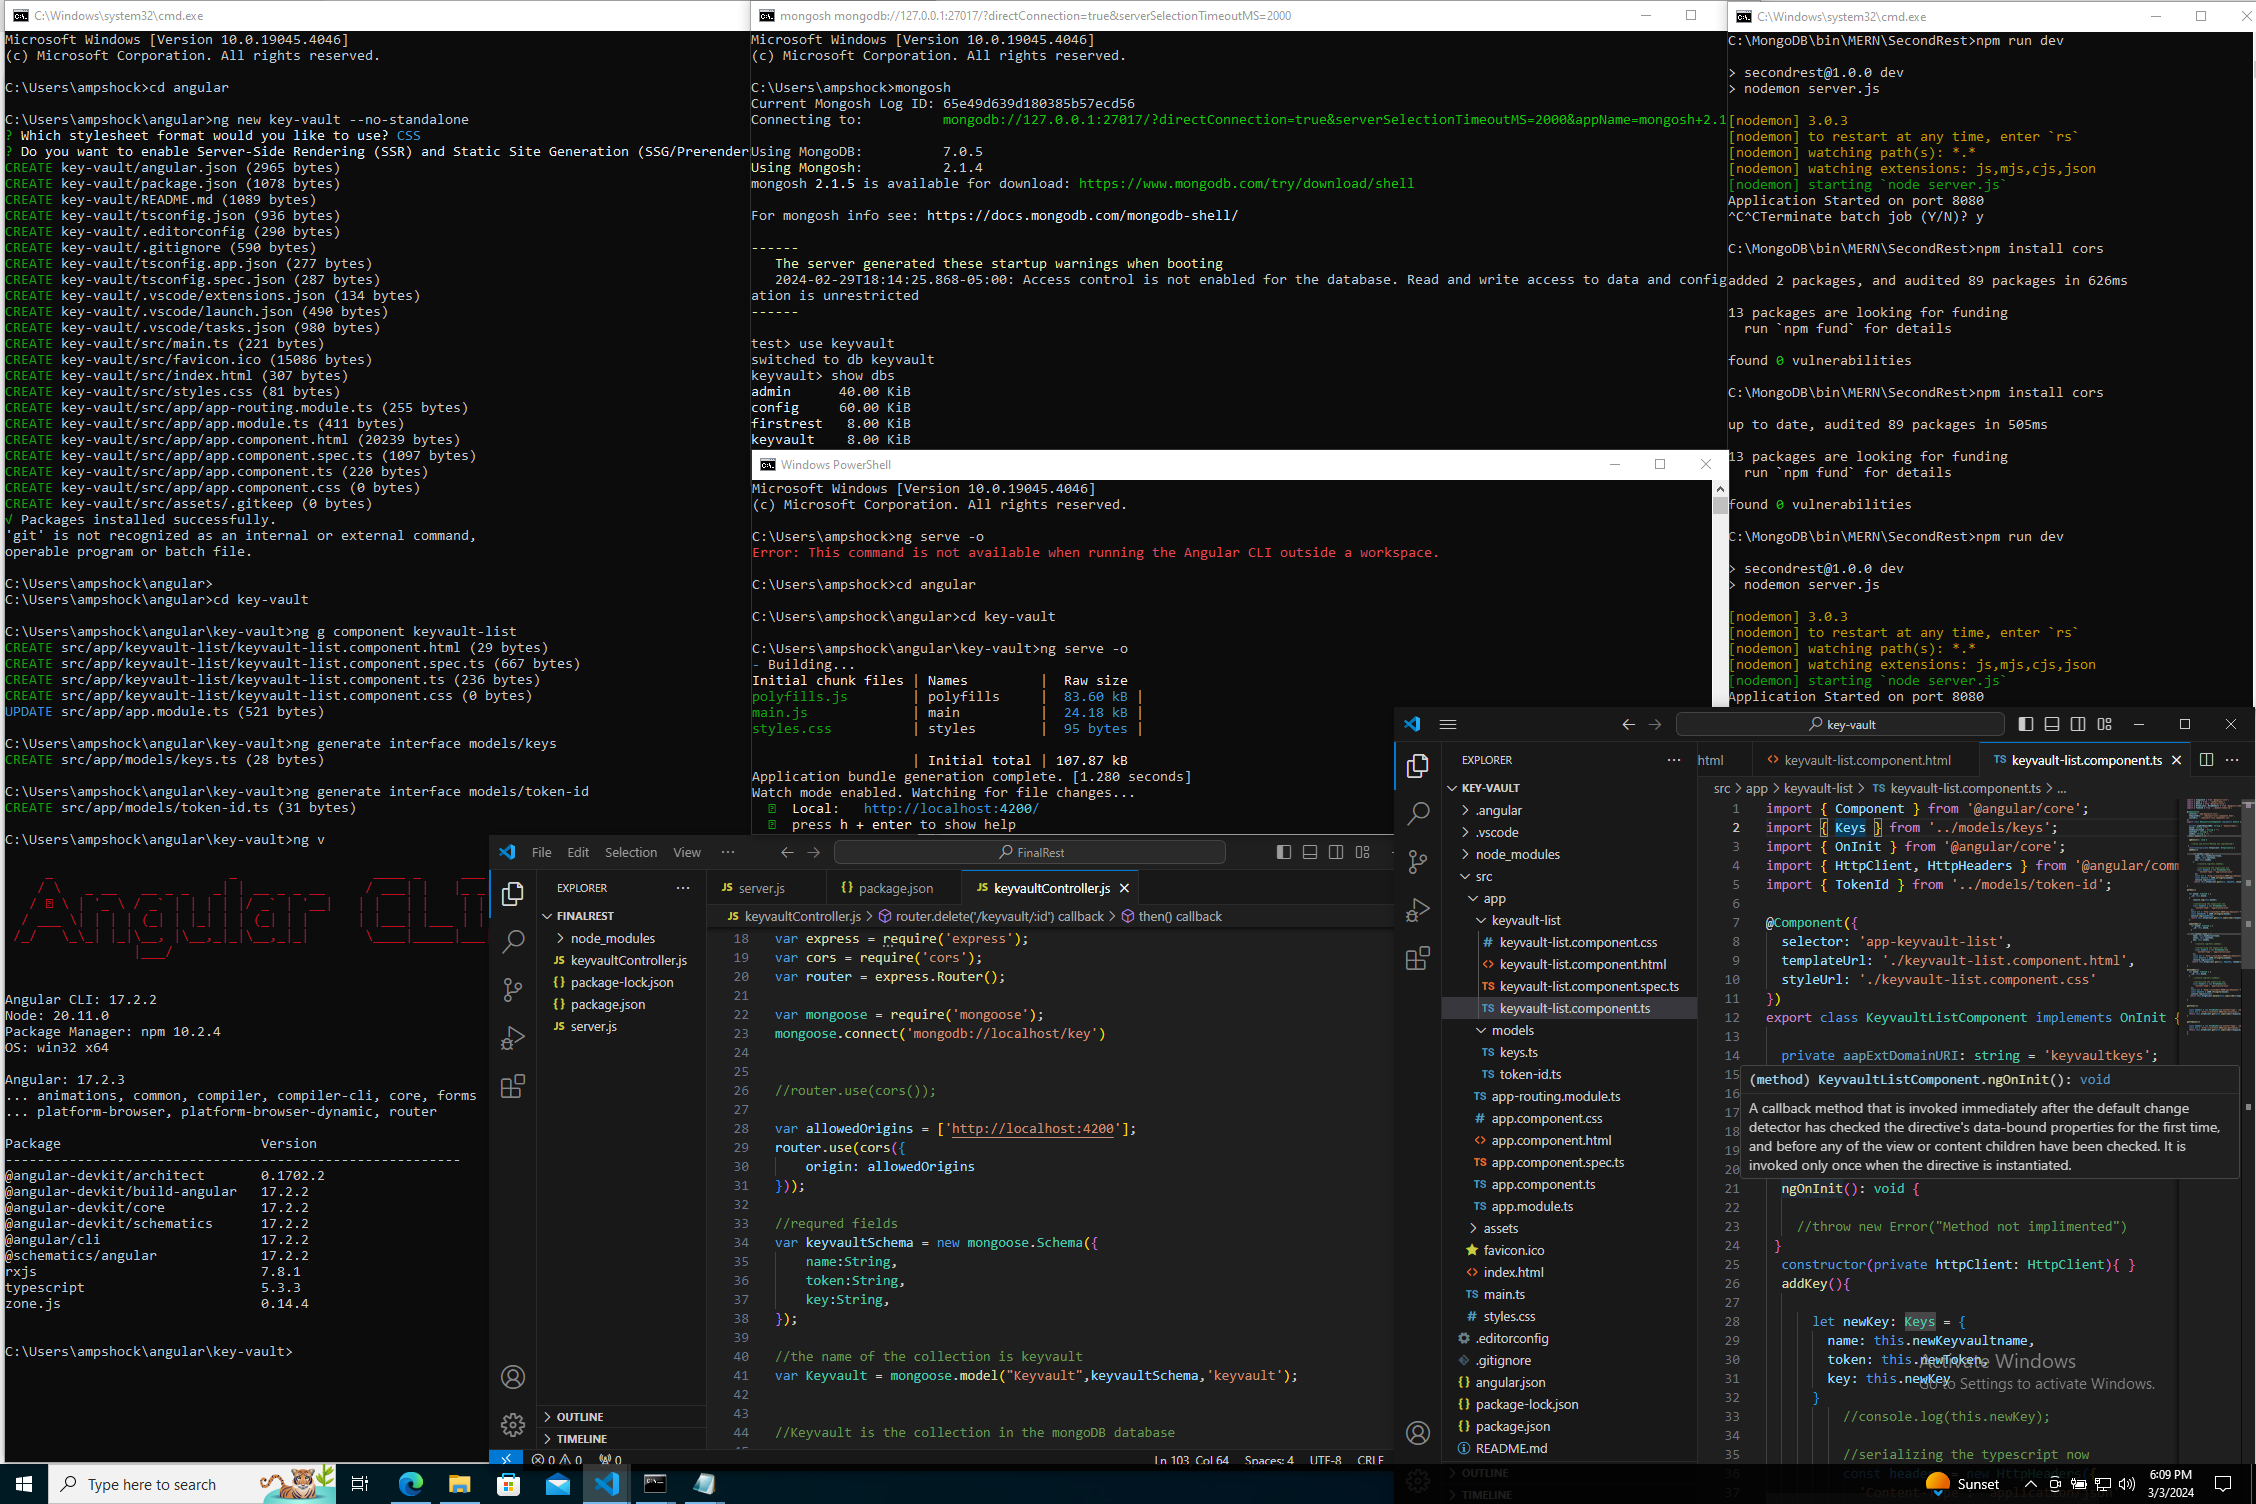 C:\Windows\system32\cmd.exe
Microsoft Windows [Version 10.0.19045.4046]
(c) Microsoft Corporation. All rights reserved.
C:\Users\ampshock>cd angular
C:\Users\ampshock\angular>ng new key-vault --no-standalone
? Which stylesheet format would you like to use? CSS
? Do you want to enable Server-Side Rendering (SSR) and Static Site Generation (SSG/Prerender
CREATE key-vault/angular.json (2965 bytes)
CREATE key-vault/package.json (1078 bytes)
CREATE key-vault/README.md (1089 bytes)
CREATE key-vault/tsconfig.json (936 bytes)
CREATE key-vault/.editorconfig (290 bytes)
CREATE key-vault/.gitignore (590 bytes)
CREATE key-vault/tsconfig.app.json (277 bytes)
CREATE key-vault/tsconfig.spec.json (287 bytes)
CREATE key-vault/.vscode/extensions.json (134 bytes)
CREATE key-vault/.vscode/launch.json (490 bytes)
CREATE key-vault/.vscode/tasks.json (980 bytes)
CREATE key-vault/src/main.ts (221 bytes)
CREATE key-vault/src/favicon.ico (15086 bytes)
CREATE key-vault/src/index.html (307 bytes)
CREATE key-vault/src/styles.css (81 bytes)
CREATE key-vault/src/app/app-routing.module.ts (255 bytes)
CREATE key-vault/src/app/app.module.ts (411 bytes)
CREATE key-vault/src/app/app.component.html (20239 bytes)
CREATE key-vault/src/app/app.component.spec.ts (1097 bytes)
CREATE key-vault/src/app/app.component.ts (220 bytes)
CREATE key-vault/src/app/app.component.css (0 bytes)
CREATE key-vault/src/assets/.gitkeep (0 bytes)
√ Packages installed successfully.
'git' is not recognized as an internal or external command,
operable program or batch file.
C:\Users\ampshock\angular>
C:\Users\ampshock\angular>cd key-vault
C:\Users\ampshock\angular\key-vault>ng g component keyvault-list
CREATE src/app/keyvault-list/keyvault-list.component.html (29 bytes)
CREATE src/app/keyvault-list/keyvault-list.component.spec.ts (667 bytes)
CREATE src/app/keyvault-list/keyvault-list.component.ts (236 bytes)
CREATE src/app/keyvault-list/keyvault-list.component.css (0 bytes)
UPDATE src/app/app.module.ts (521 bytes)
C:\Users\ampshock\angular\key-vault>ng generate interface models/keys
CREATE src/app/models/keys.ts (28 bytes)
C:\Users\ampshock\angular\key-vault>ng generate interface models/token-id
CREATE src/app/models/token-id.ts (31 bytes)
C:\Users\ampshock\angular\key-vault>ng v
Angular CLI
Angular CLI: 17.2.2
Node: 20.11.0
Package Manager: npm 10.2.4
OS: win32 x64
Angular: 17.2.3
... animations, common, compiler, compiler-cli, core, forms
... platform-browser, platform-browser-dynamic, router
Package Version
---------------------------------------------------------
@angular-devkit/architect 0.1702.2
@angular-devkit/build-angular 17.2.2
@angular-devkit/core 17.2.2
@angular-devkit/schematics 17.2.2
@angular/cli 17.2.2
@schematics/angular 17.2.2
rxjs 7.8.1
typescript 5.3.3
zone.js 0.14.4
C:\Users\ampshock\angular\key-vault>
mongosh mongodb://127.0.0.1:27017/?directConnection=true&serverSelectionTimeoutMS=2000
Microsoft Windows [Version 10.0.19045.4046]
(c) Microsoft Corporation. All rights reserved.
C:\Users\ampshock>mongosh
Current Mongosh Log ID: 65e49d639d180385b57ecd56
Connecting to: mongodb://127.0.0.1:27017/?directConnection=true&serverSelectionTimeoutMS=2000&appName=mongosh+2.1
Using MongoDB: 7.0.5
Using Mongosh: 2.1.4
mongosh 2.1.5 is available for download: https://www.mongodb.com/try/download/shell
For mongosh info see: https://docs.mongodb.com/mongodb-shell/
------
The server generated these startup warnings when booting
2024-02-29T18:14:25.868-05:00: Access control is not enabled for the database. Read and write access to data and config
ation is unrestricted
------
test> use keyvault
switched to db keyvault
keyvault> show dbs
admin 40.00 KiB
config 60.00 KiB
firstrest 8.00 KiB
keyvault 8.00 KiB
Windows PowerShell
Microsoft Windows [Version 10.0.19045.4046]
(c) Microsoft Corporation. All rights reserved.
C:\Users\ampshock>ng serve -o
Error: This command is not available when running the Angular CLI outside a workspace.
C:\Users\ampshock>cd angular
C:\Users\ampshock\angular>cd key-vault
C:\Users\ampshock\angular\key-vault>ng serve -o
- Building...
Initial chunk files | Names | Raw size
polyfills.js | polyfills | 83.60 kB |
main.js | main | 24.18 kB |
styles.css | styles | 95 bytes |
| Initial total | 107.87 kB
Application bundle generation complete. [1.280 seconds]
Watch mode enabled. Watching for file changes...
Local: http://localhost:4200/
press h + enter to show help
C:\Windows\system32\cmd.exe
C:\MongoDB\bin\MERN\SecondRest>npm run dev
> secondrest@1.0.0 dev
> nodemon server.js
[nodemon] 3.0.3
[nodemon] to restart at any time, enter `rs`
[nodemon] watching path(s): *.*
[nodemon] watching extensions: js,mjs,cjs,json
[nodemon] starting `node server.js`
Application Started on port 8080
^C^CTerminate batch job (Y/N)? y
C:\MongoDB\bin\MERN\SecondRest>npm install cors
added 2 packages, and audited 89 packages in 626ms
13 packages are looking for funding
run `npm fund` for details
found 0 vulnerabilities
C:\MongoDB\bin\MERN\SecondRest>npm install cors
up to date, audited 89 packages in 505ms
13 packages are looking for funding
run `npm fund` for details
found 0 vulnerabilities
C:\MongoDB\bin\MERN\SecondRest>npm run dev
> secondrest@1.0.0 dev
> nodemon server.js
[nodemon] 3.0.3
[nodemon] to restart at any time, enter `rs`
[nodemon] watching path(s): *.*
[nodemon] watching extensions: js,mjs,cjs,json
[nodemon] starting `node server.js`
Application Started on port 8080
File Edit Selection View ··· FinalRest
EXPLORER ···
FINALREST
node_modules
JS keyvaultController.js
{} package-lock.json
{} package.json
JS server.js
OUTLINE
TIMELINE
JS server.js {} package.json JS keyvaultController.js
JS keyvaultController.js > router.delete('/keyvault/:id') callback > then() callback
18 var express = require('express');
19 var cors = require('cors');
20 var router = express.Router();
21
22 var mongoose = require('mongoose');
23 mongoose.connect('mongodb://localhost/key')
24
25
26 //router.use(cors());
27
28 var allowedOrigins = ['http://localhost:4200'];
29 router.use(cors({
30 origin: allowedOrigins
31 }));
32
33 //requred fields
34 var keyvaultSchema = new mongoose.Schema({
35 name:String,
36 token:String,
37 key:String,
38 });
39
40 //the name of the collection is keyvault
41 var Keyvault = mongoose.model("Keyvault",keyvaultSchema,'keyvault');
42
43
44 //Keyvault is the collection in the mongoDB database
0 0 0 Ln 103, Col 64 Spaces: 4 UTF-8 CRLF
key-vault
EXPLORER ···
KEY-VAULT
.angular
.vscode
node_modules
src
app
keyvault-list
# keyvault-list.component.css
<> keyvault-list.component.html
TS keyvault-list.component.spec.ts
TS keyvault-list.component.ts
models
TS keys.ts
TS token-id.ts
TS app-routing.module.ts
# app.component.css
<> app.component.html
TS app.component.spec.ts
TS app.component.ts
TS app.module.ts
assets
favicon.ico
<> index.html
TS main.ts
# styles.css
.editorconfig
.gitignore
{} angular.json
{} package-lock.json
{} package.json
README.md
OUTLINE
TIMELINE
html <> keyvault-list.component.html TS keyvault-list.component.ts
src > app > keyvault-list > TS keyvault-list.component.ts > ...
1 import { Component } from '@angular/core';
2 import { Keys } from '../models/keys';
3 import { OnInit } from '@angular/core';
4 import { HttpClient, HttpHeaders } from '@angular/comm
5 import { TokenId } from '../models/token-id';
6
7 @Component({
8 selector: 'app-keyvault-list',
9 templateUrl: './keyvault-list.component.html',
10 styleUrl: './keyvault-list.component.css'
11 })
12 export class KeyvaultListComponent implements OnInit {
13
14 private aapExtDomainURI: string = 'keyvaultkeys';
15
(method) KeyvaultListComponent.ngOnInit(): void
16
17 A callback method that is invoked immediately after the default change
18 detector has checked the directive's data-bound properties for the first time,
19 and before any of the view or content children have been checked. It is
20 invoked only once when the directive is instantiated.
21 ngOnInit(): void {
22
23 //throw new Error("Method not implimented")
24 }
25 constructor(private httpClient: HttpClient){ }
26 addKey(){
27
28 let newKey: Keys = {
29 name: this.newKeyvaultname,
30 token: this.newToken,
31 key: this.newKey
32 }
33 //console.log(this.newKey);
34
35 //serializing the typescript now
36 const headers = new HttpHeaders({
37
Activate Windows
Go to Settings to activate Windows.
Type here to search
Sunset
6:09 PM
3/3/2024